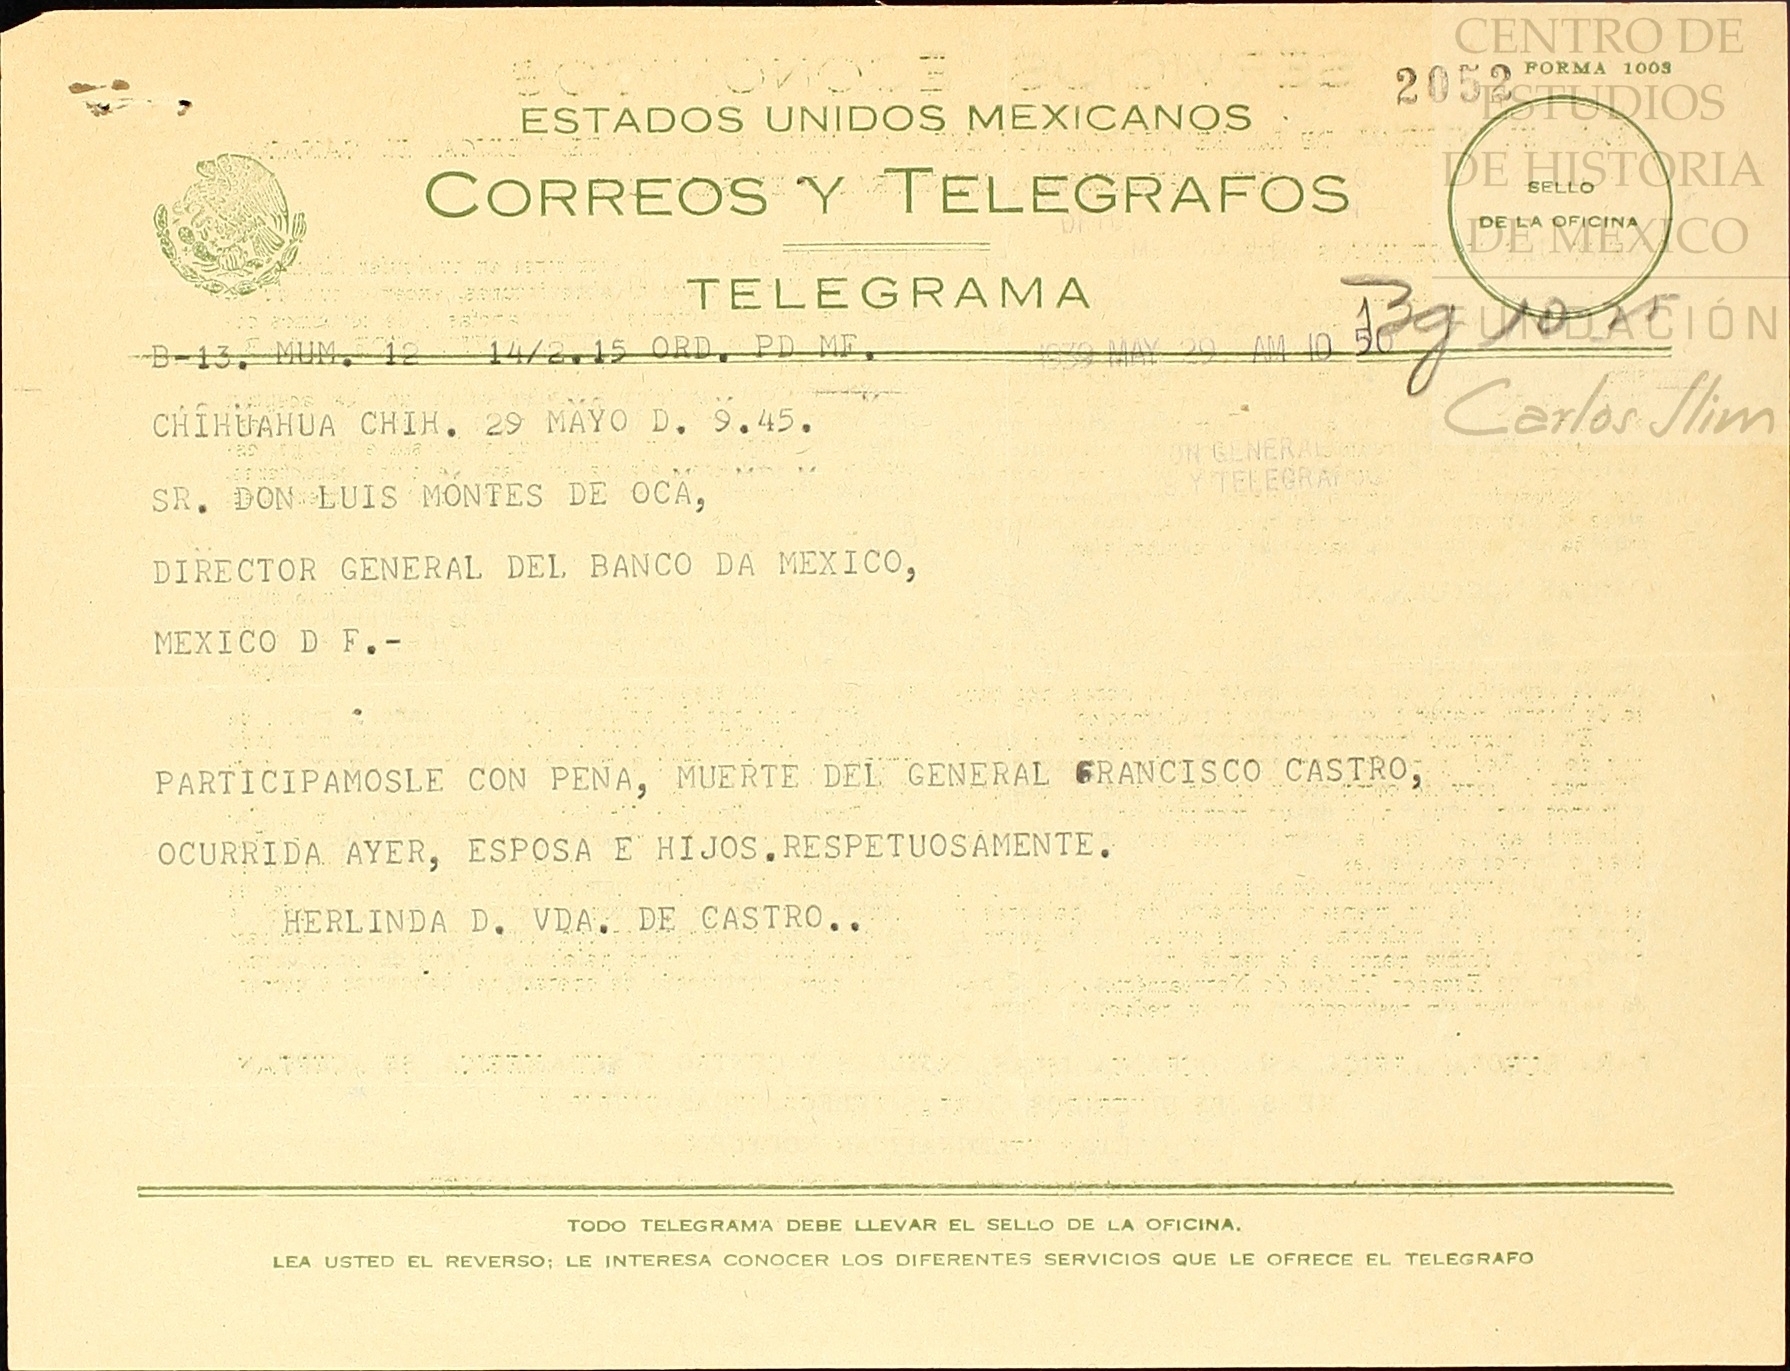 CENTRO DE
ESTUDIOS
DE HISTORIA
DE MEXICO
FUNDACIÓN
Carlos Slim
2052
FORMA 1003
ESTADOS UNIDOS MEXICANOS
CORREOS Y TELEGRAFOS
TELEGRAMA
SELLO
DE LA OFICINA
B-13. MUM. 12 14/2.15 ORD. PD MF. 1939 MAY 29 AM 10 50
CHIHUAHUA CHIH. 29 MAYO D. 9.45.
SR. DON LUIS MONTES DE OCA,
DIRECTOR GENERAL DEL BANCO DA MEXICO,
MEXICO D F.-
PARTICIPAMOSLE CON PENA, MUERTE DEL GENERAL FRANCISCO CASTRO,
OCURRIDA AYER, ESPOSA E HIJOS.RESPETUOSAMENTE.
HERLINDA D. VDA. DE CASTRO..
TODO TELEGRAMA DEBE LLEVAR EL SELLO DE LA OFICINA.
LEA USTED EL REVERSO; LE INTERESA CONOCER LOS DIFERENTES SERVICIOS QUE LE OFRECE EL TELEGRAFO